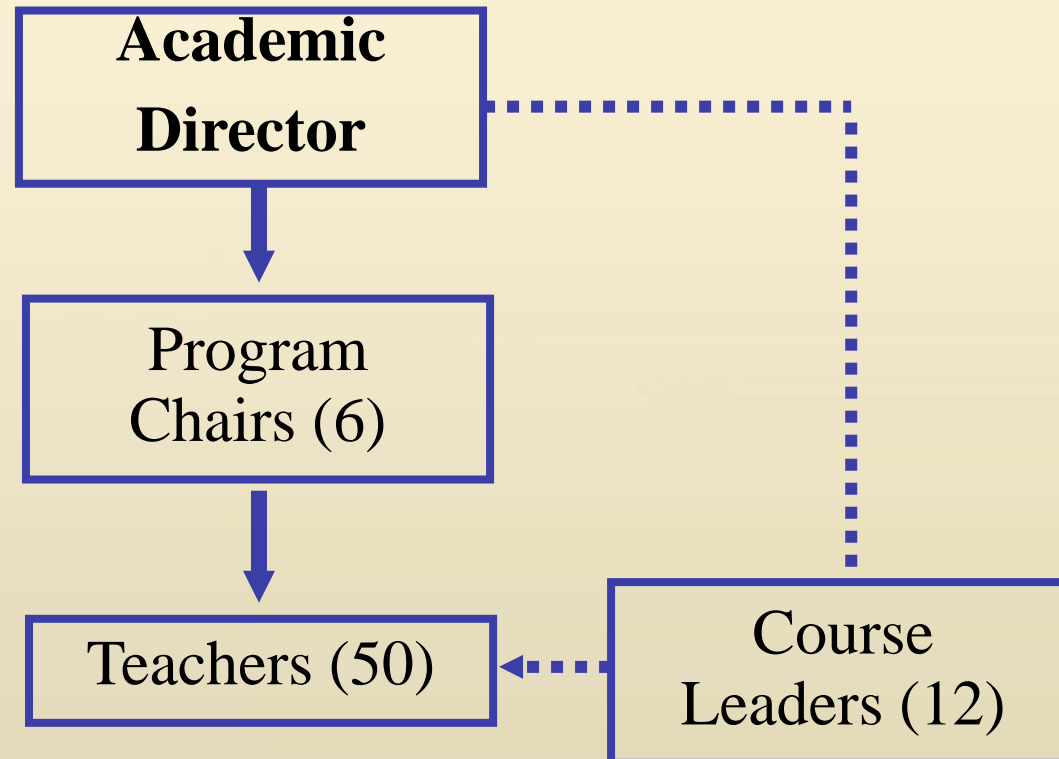 Academic
Director
Program
Chairs (6)
Teachers (50)
Course
Leaders (12)